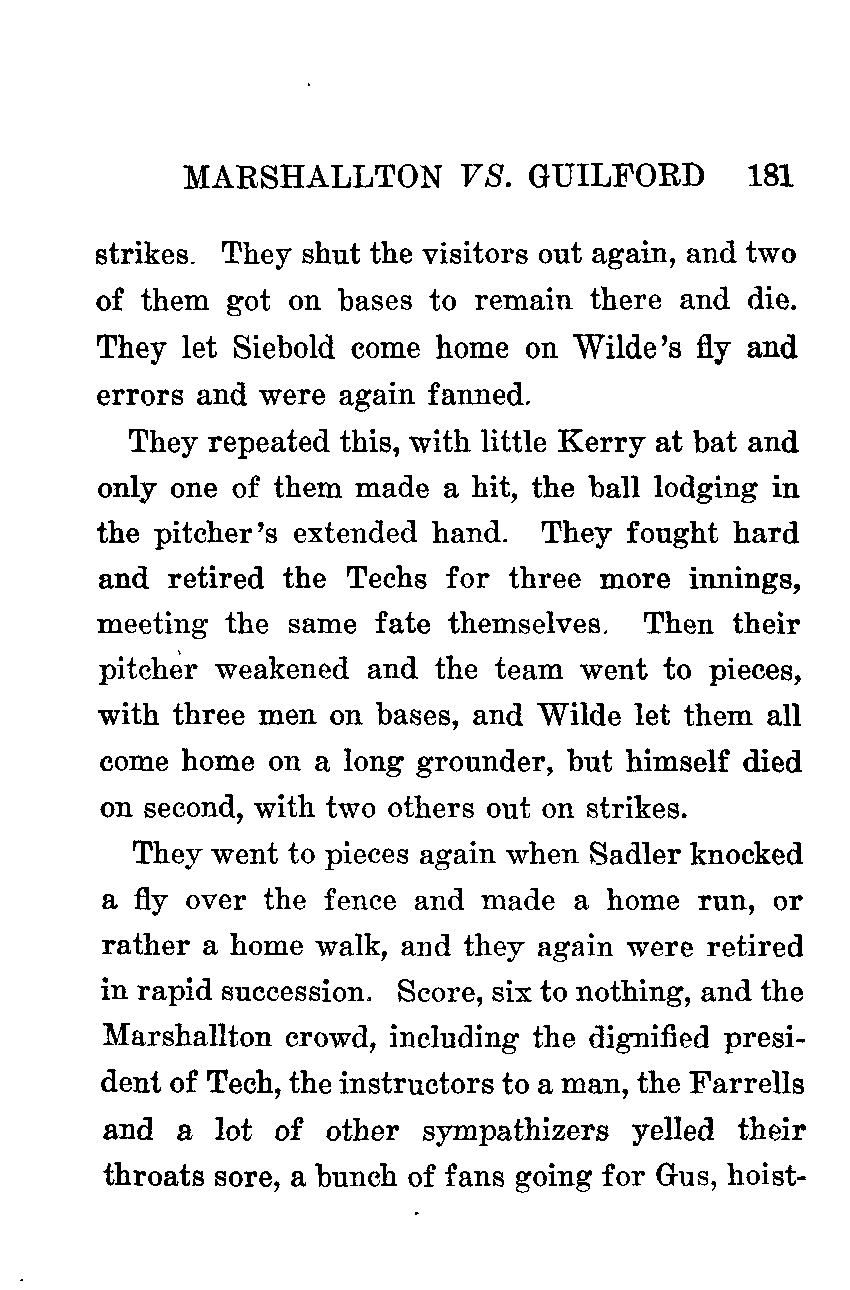 MARSHALLTON VS. GUILFORD 181
strikes. They shut the visitors out again, and two
of them got on bases to remain there and die.
They let Siebold come home on Wilde's fly and
errors and were again fanned.
They repeated this, with little Kerry at bat and
only one of them made a hit, the ball lodging in
the pitcher's extended hand. They fought hard
and retired the Techs for three more innings,
meeting the same fate themselves. Then their
pitcher weakened and the team went to pieces,
with three men on bases, and Wilde let them all
come home on a long grounder, but himself died
on second, with two others out on strikes.
They went to pieces again when Sadler knocked
a fly over the fence and made a home run, or
rather a home walk, and they again were retired
in rapid succession. Score, six to nothing, and the
Marshallton crowd, including the dignified presi-
dent of Tech, the instructors to a man, the Farrells
and a lot of other sympathizers yelled their
throats sore, a bunch of fans going for Gus, hoist-